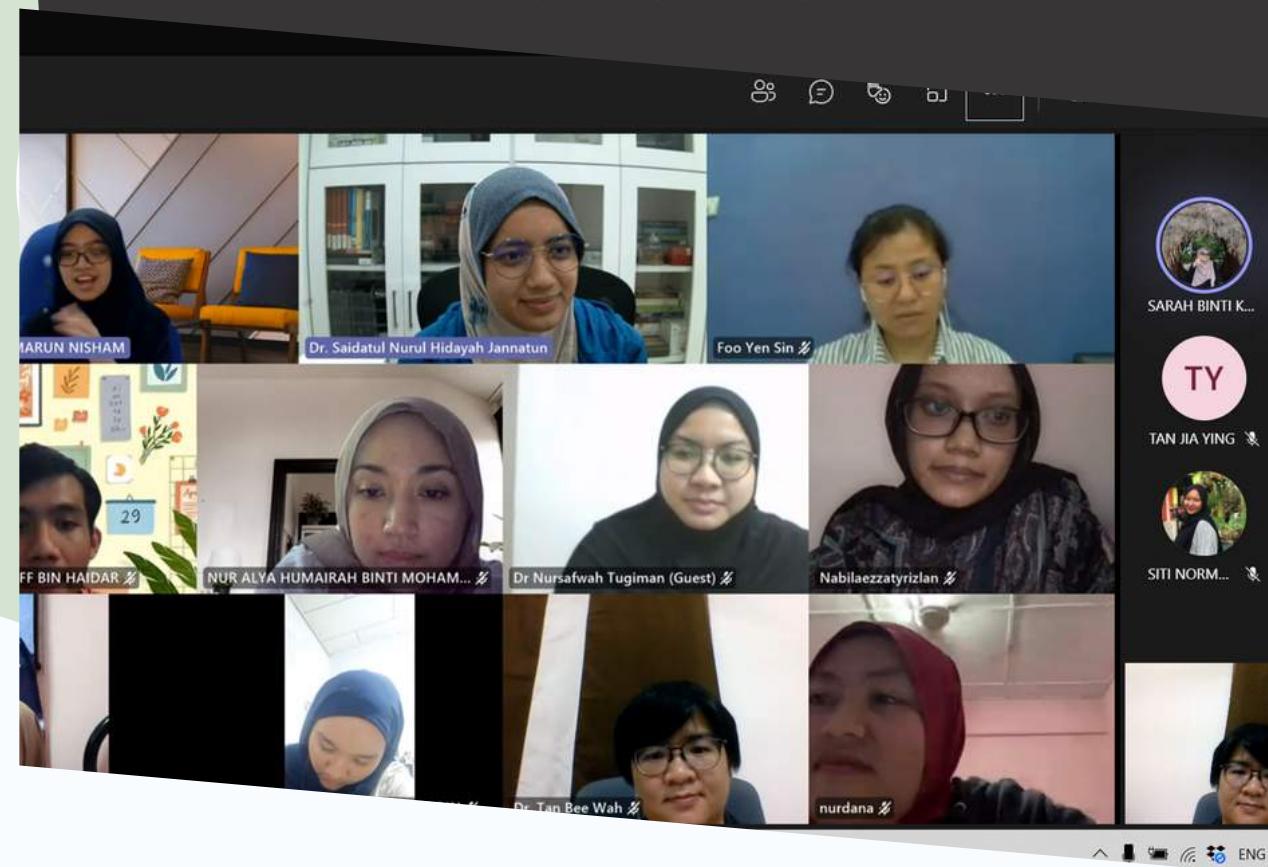 SARAH BINTI K...
ARUN NISHAM
Dr. Saidatul Nurul Hidayah Jannatun
Foo Yen Sin
TY
TAN JIA YING
29
FF BIN HAIDAR
NUR ALYA HUMAIRAH BINTI MOHAM...
Dr Nursafwah Tugiman (Guest)
Nabilaezzatyrizlan
SITI NORM...
Dr. Tan Bee Wah
nurdana
ENG